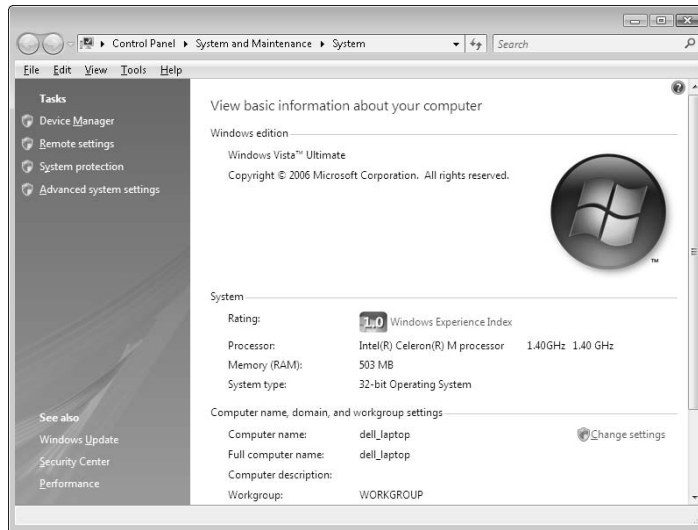 Control Panel System and Maintenance System Search
File Edit View Tools Help
Tasks
Device Manager
Remote settings
System protection
Advanced system settings
See also
Windows Update
Security Center
Performance
View basic information about your computer
Windows edition
Windows Vista™ Ultimate
Copyright © 2006 Microsoft Corporation. All rights reserved.
TM
System
Rating: 1.0 Windows Experience Index
Processor: Intel(R) Celeron(R) M processor 1.40GHz 1.40 GHz
Memory (RAM): 503 MB
System type: 32-bit Operating System
Computer name, domain, and workgroup settings
Computer name: dell_laptop Change settings
Full computer name: dell_laptop
Computer description:
Workgroup: WORKGROUP